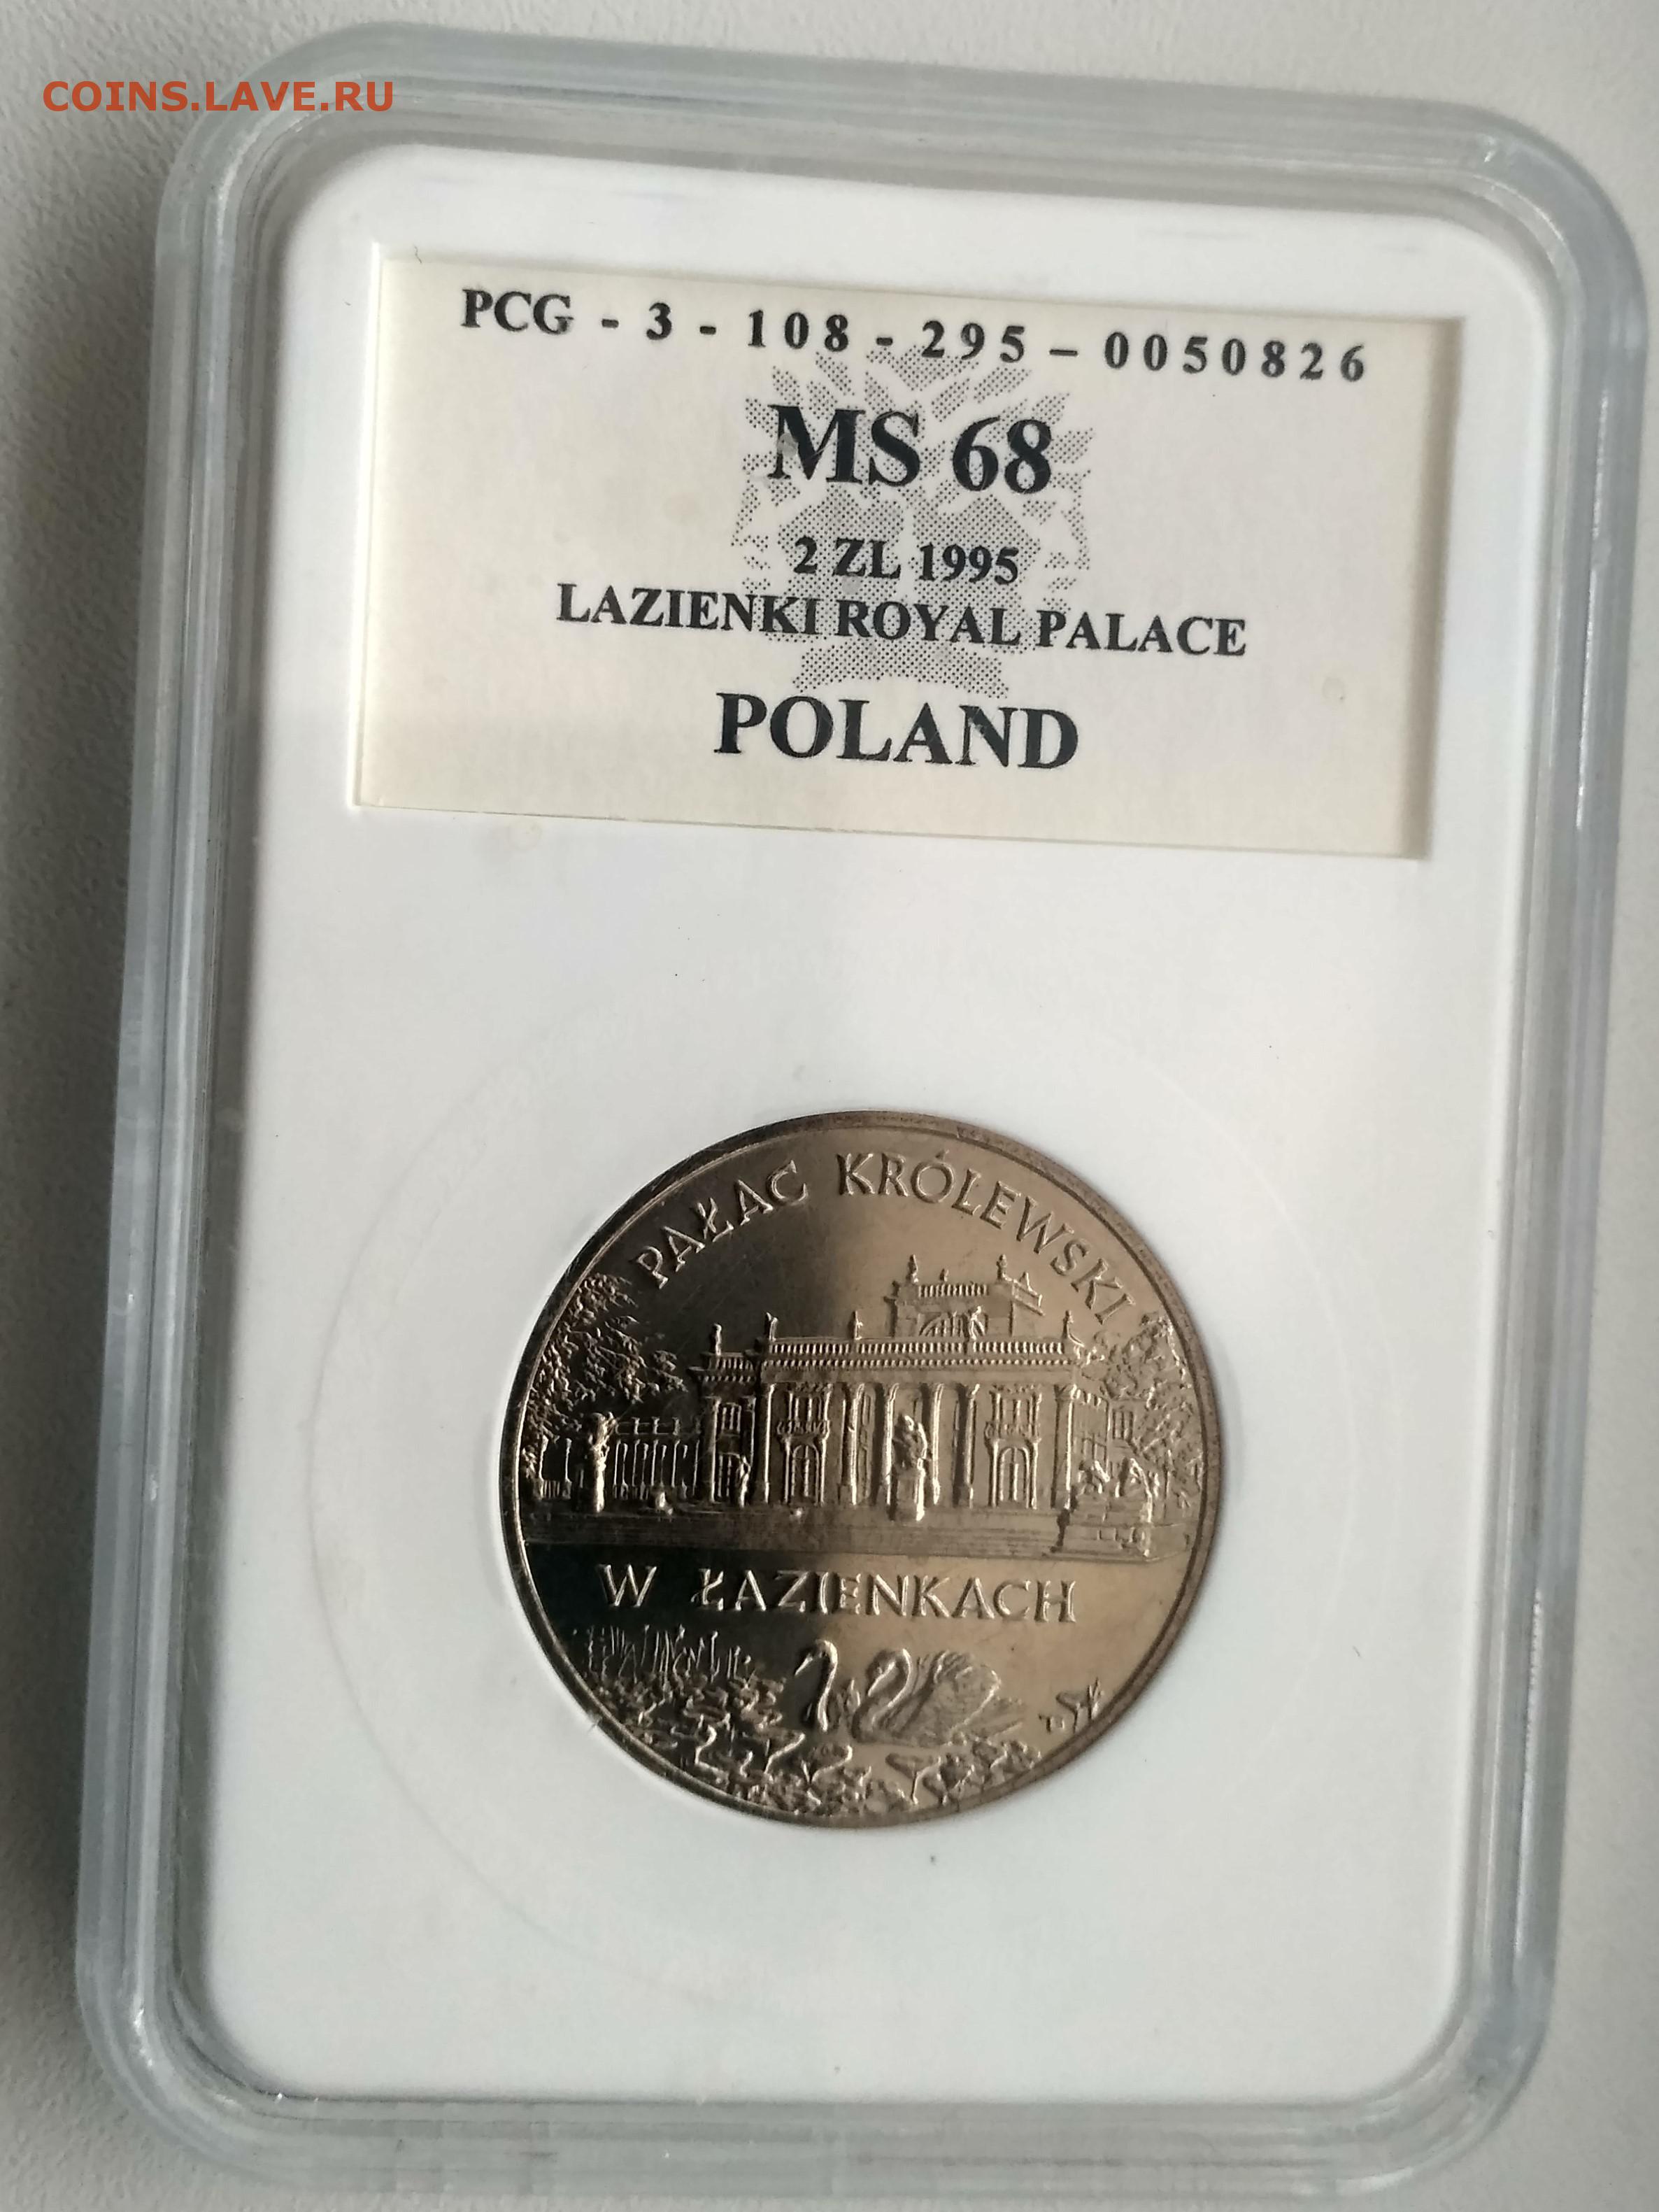 COINS.LAVE.RU
PCG - 3 - 108 - 295 - 0050826
MS 68
2 ZL 1995
LAZIENKI ROYAL PALACE
POLAND
PAŁAC KRÓLEWSKI
W ŁAZIENKACH